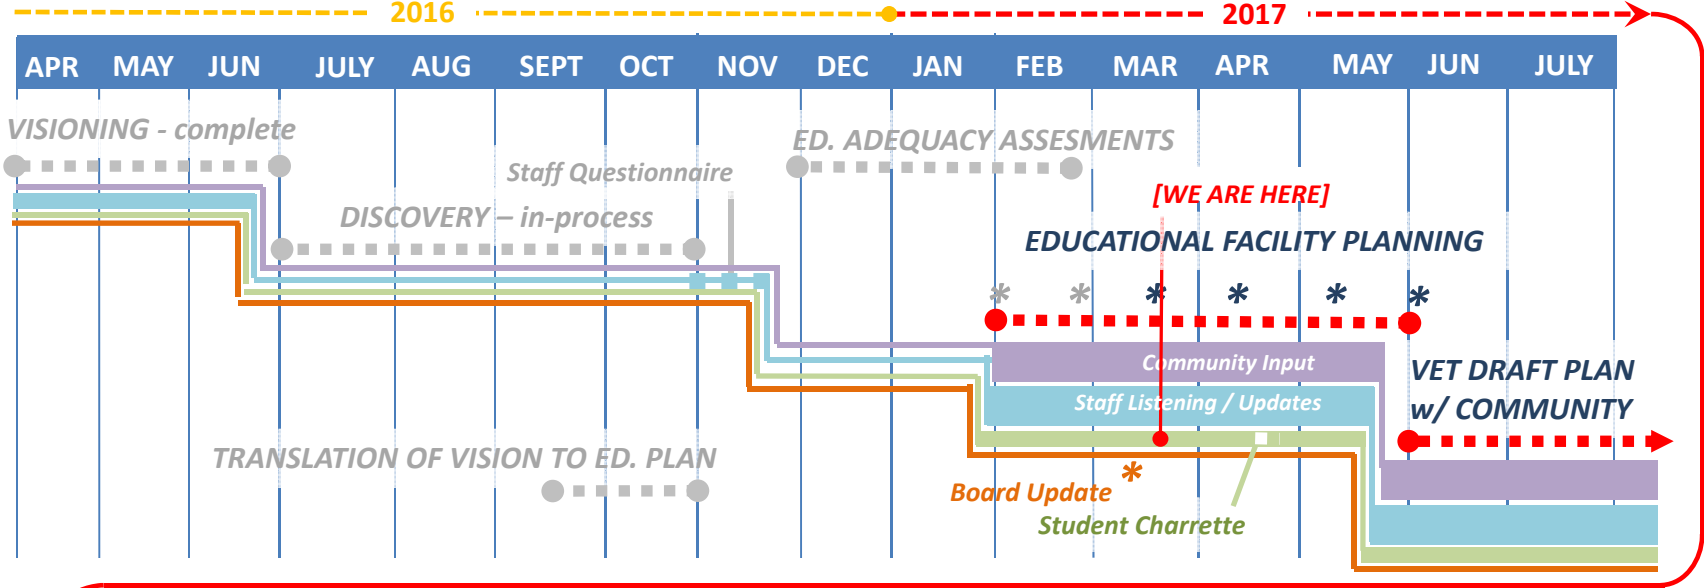 2016
2017
APR MAY JUN JULY AUG SEPT OCT NOV DEC JAN FEB MAR APR MAY JUN JULY
VISIONING - complete
ED. ADEQUACY ASSESMENTS
Staff Questionnaire
[WE ARE HERE]
DISCOVERY – in-process
EDUCATIONAL FACILITY PLANNING
* * * * * *
Community Input
VET DRAFT PLAN
w/ COMMUNITY
Staff Listening / Updates
TRANSLATION OF VISION TO ED. PLAN
*
Board Update
Student Charrette